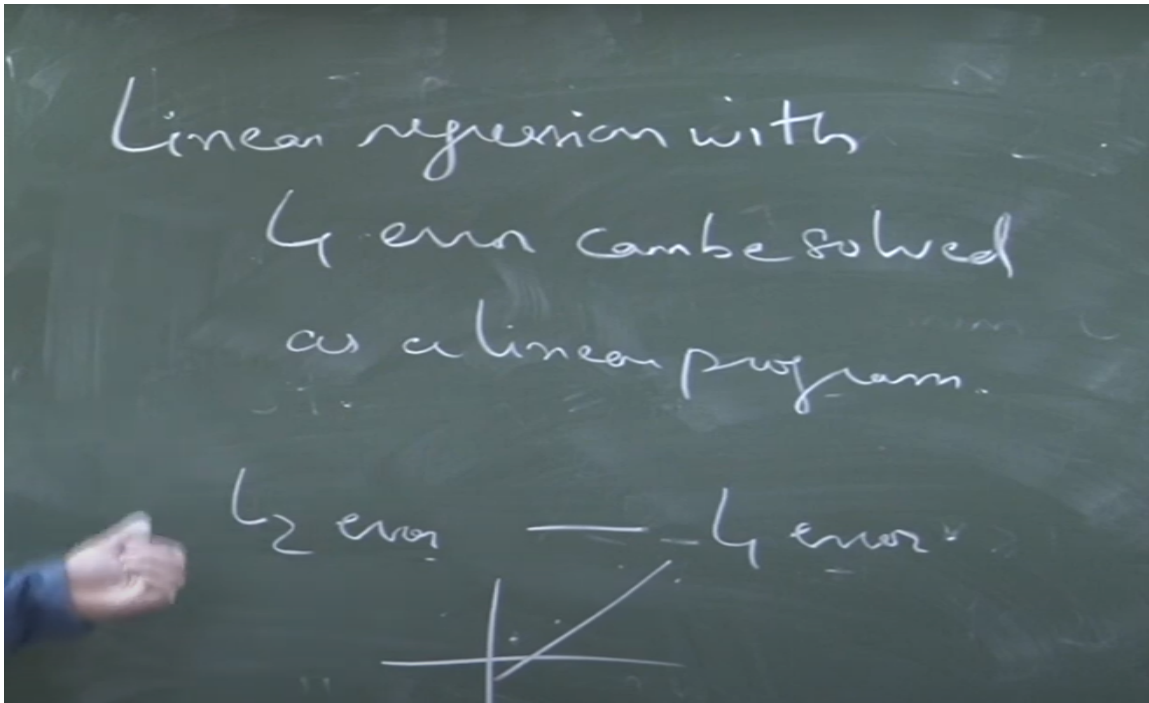 Linear regression with
L1 error can be solved
as a linear program.
L2 error — L1 error